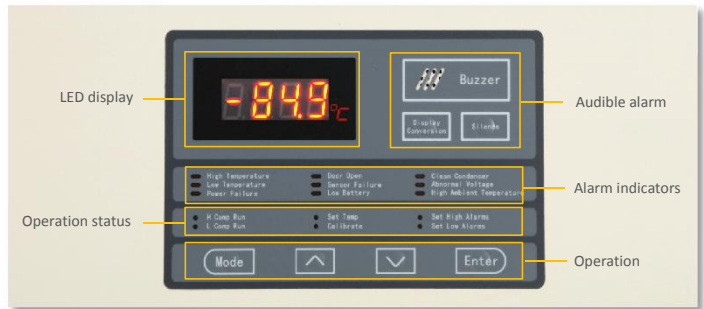 LED display
-84.9 °C
Buzzer
Display
Conversion
Silence
Audible alarm
High Temperature
Low Temperature
Power Failure
Door Open
Sensor Failure
Low Battery
Clean Condenser
Abnormal Voltage
High Ambient Temperature
Alarm indicators
Operation status
H Comp Run
L Comp Run
Set Temp
Calibrate
Set High Alarms
Set Low Alarms
Mode
Enter
Operation